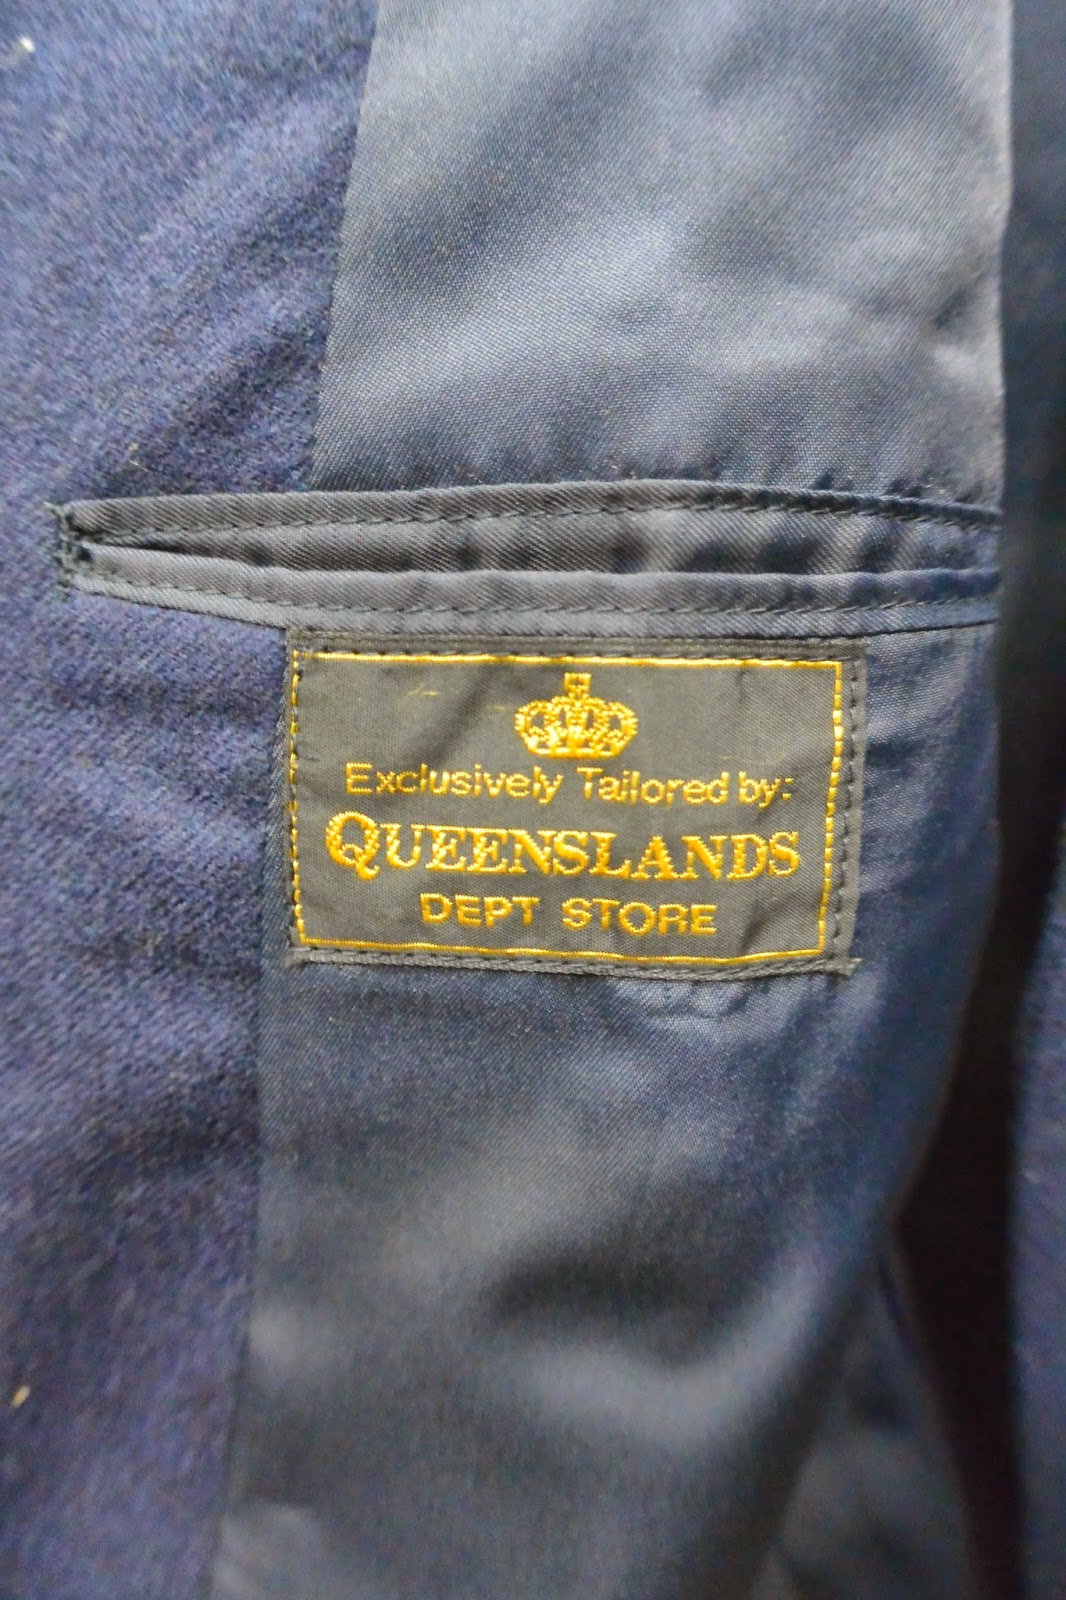 Exclusively Tailored by:
QUEENSLANDS
DEPT STORE